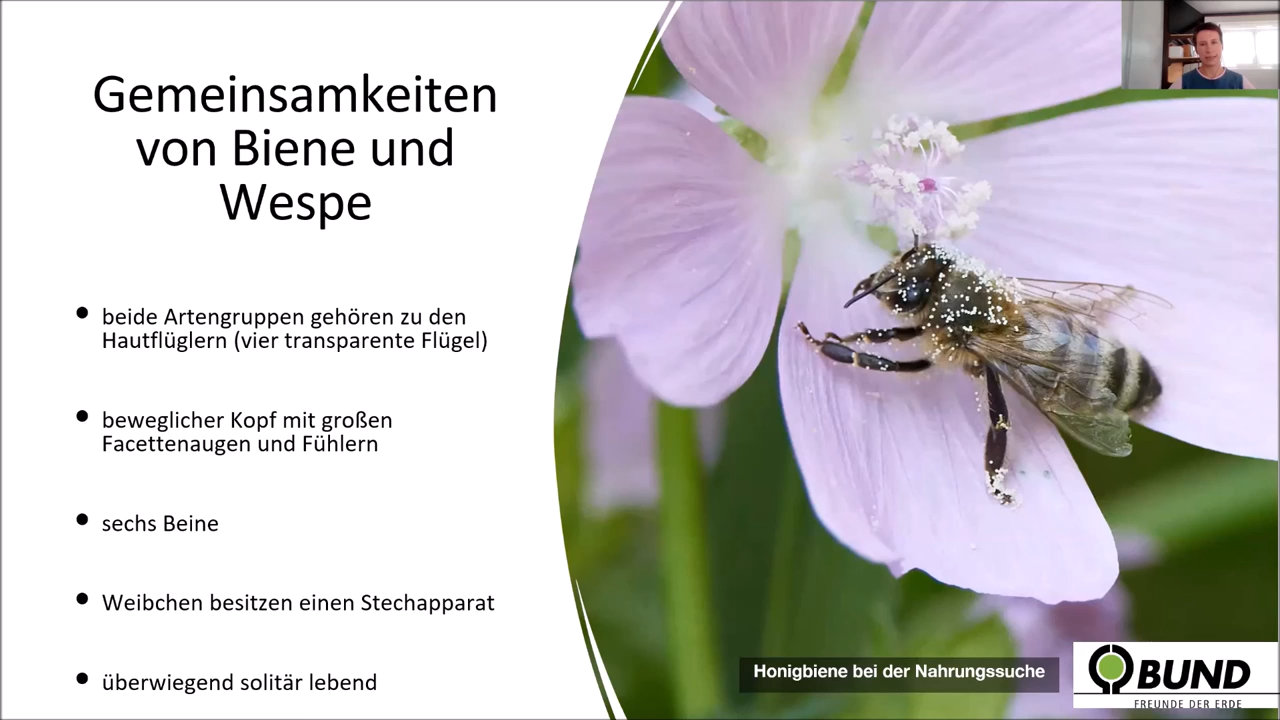 Gemeinsamkeiten
von Biene und
Wespe
• beide Artengruppen gehören zu den
Hautflüglern (vier transparente Flügel)
• beweglicher Kopf mit großen
Facettenaugen und Fühlern
• sechs Beine
• Weibchen besitzen einen Stechapparat
• überwiegend solitär lebend
Honigbiene bei der Nahrungssuche
BUND
FREUNDE DER ERDE